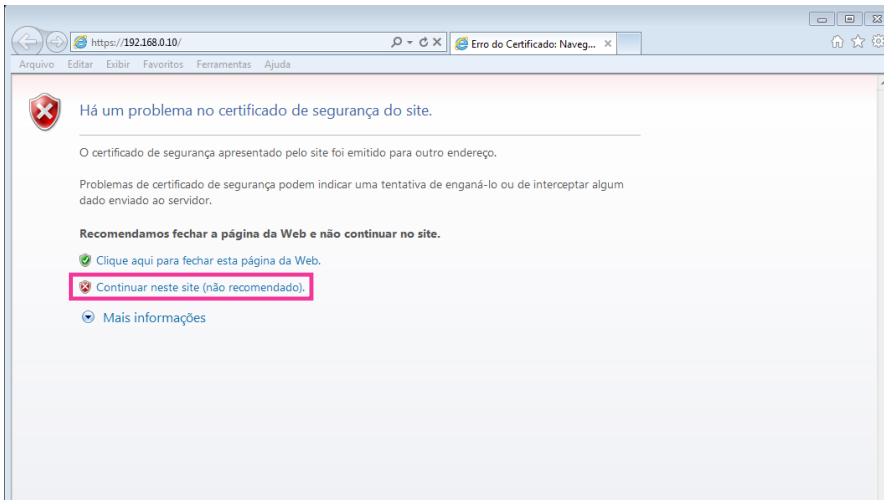 https://192.168.0.10/
Erro do Certificado: Naveg...
Arquivo Editar Exibir Favoritos Ferramentas Ajuda
Há um problema no certificado de segurança do site.
O certificado de segurança apresentado pelo site foi emitido para outro endereço.
Problemas de certificado de segurança podem indicar uma tentativa de enganá-lo ou de interceptar algum
dado enviado ao servidor.
Recomendamos fechar a página da Web e não continuar no site.
Clique aqui para fechar esta página da Web.
Continuar neste site (não recomendado).
Mais informações